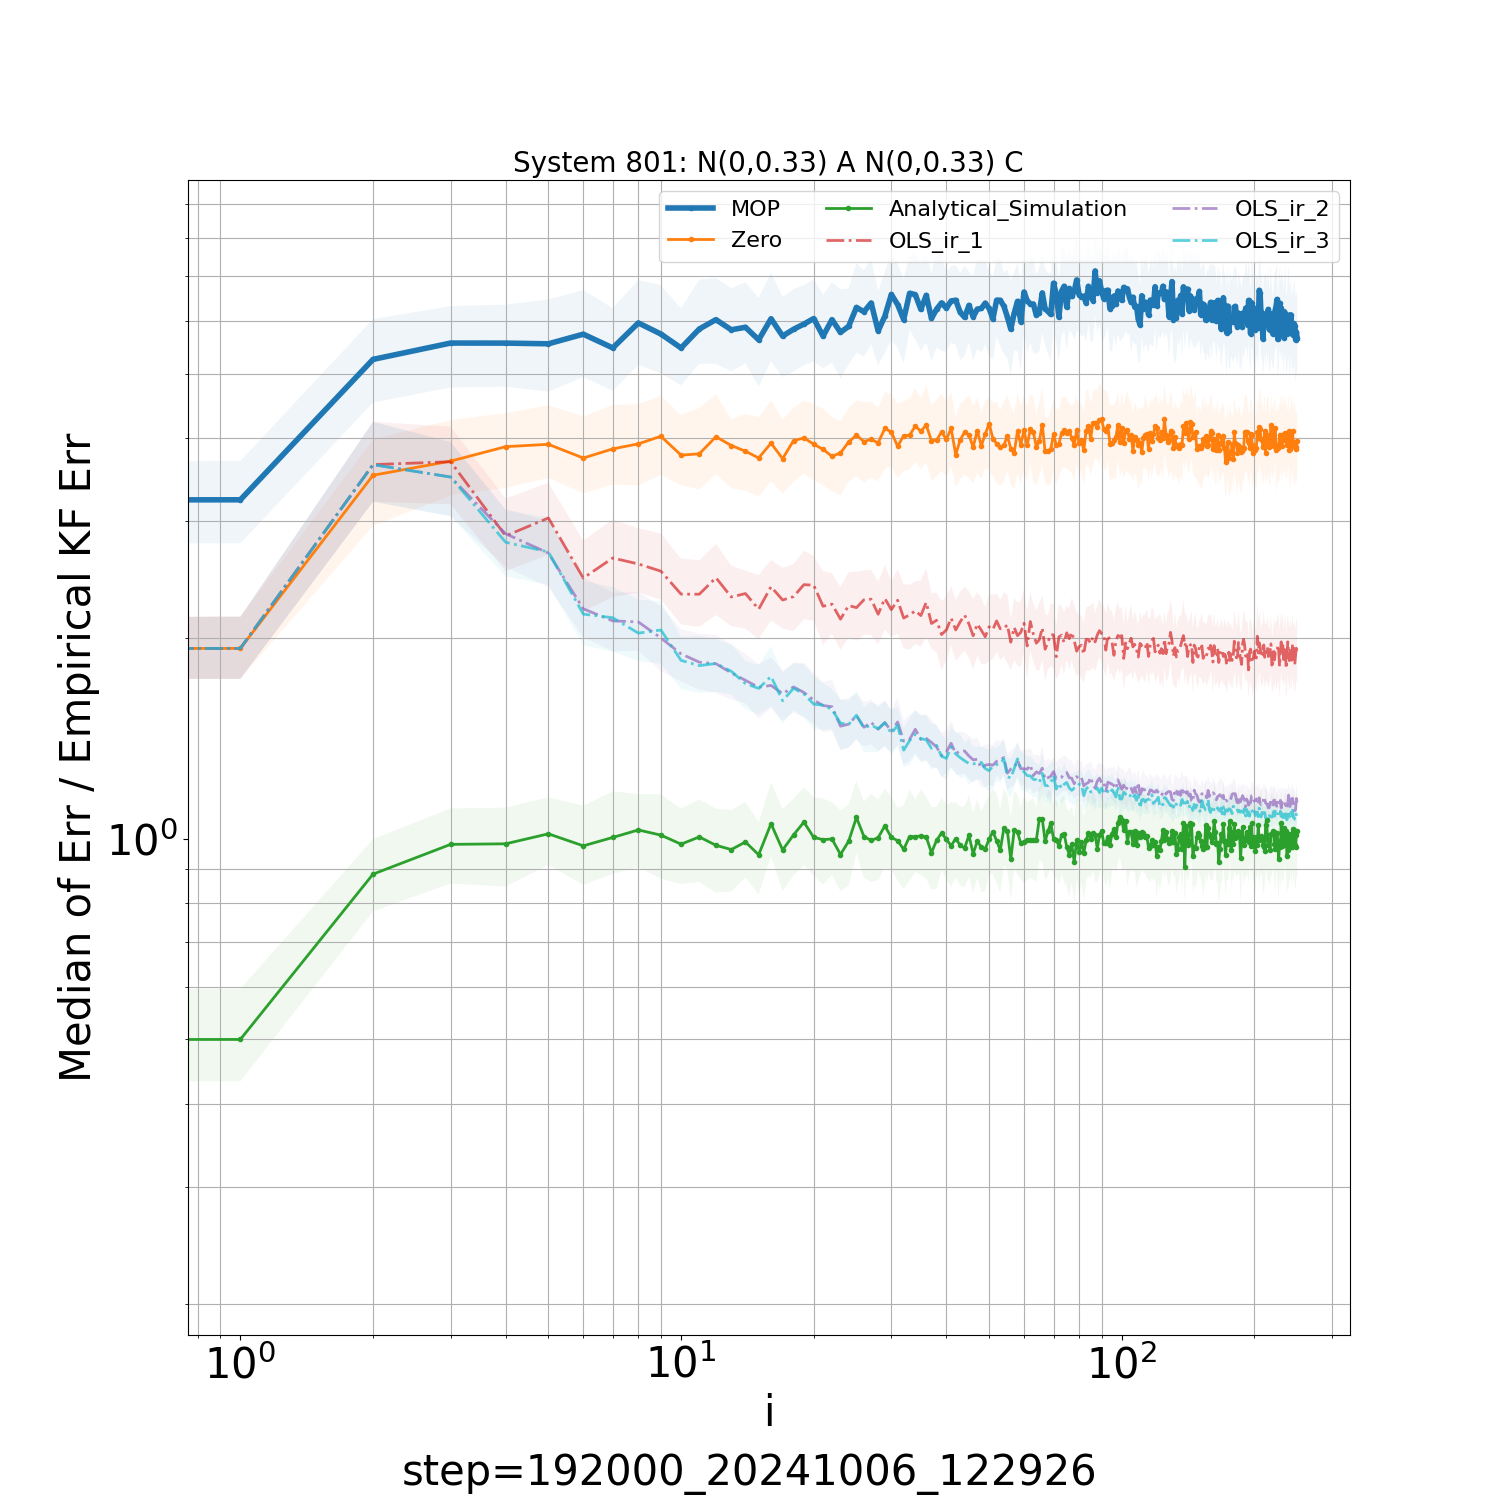 System 801: N(0,0.33) A N(0,0.33) C
MOP
Zero
Analytical_Simulation
OLS_ir_1
OLS_ir_2
OLS_ir_3
Median of Err / Empirical KF Err
10⁰
10⁰ 10¹ 10²
i
step=192000_20241006_122926